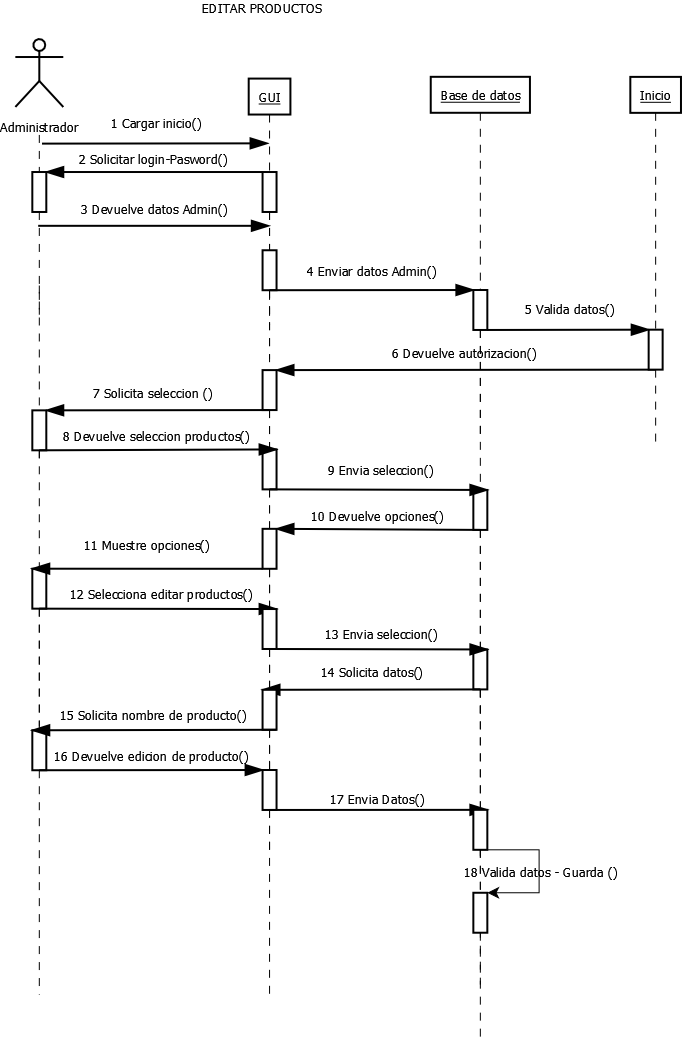 EDITAR PRODUCTOS
Administrador
GUI
Base de datos
Inicio
1 Cargar inicio()
2 Solicitar login-Pasword()
3 Devuelve datos Admin()
4 Enviar datos Admin()
5 Valida datos()
6 Devuelve autorizacion()
7 Solicita seleccion ()
8 Devuelve seleccion productos()
9 Envia seleccion()
10 Devuelve opciones()
11 Muestre opciones()
12 Selecciona editar productos()
13 Envia seleccion()
14 Solicita datos()
15 Solicita nombre de producto()
16 Devuelve edicion de producto()
17 Envia Datos()
18 Valida datos - Guarda ()